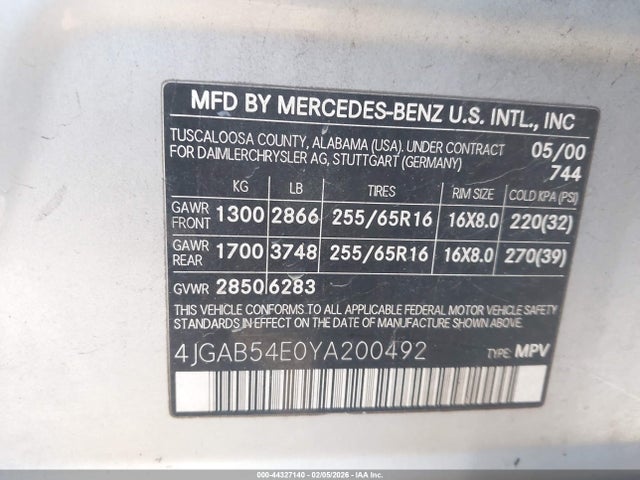 MFD BY MERCEDES-BENZ U.S. INTL., INC
TUSCALOOSA COUNTY, ALABAMA (USA). UNDER CONTRACT 05/00
FOR DAIMLERCHRYSLER AG, STUTTGART (GERMANY) 744
KG LB TIRES RIM SIZE COLD KPA (PSI)
GAWR FRONT 1300 2866 255/65R16 16X8.0 220(32)
GAWR REAR 1700 3748 255/65R16 16X8.0 270(39)
GVWR 2850 6283
THIS VEHICLE CONFORMS TO ALL APPLICABLE FEDERAL MOTOR VEHICLE SAFETY
BUMPER, AND THEFT PREVENTION STANDARDS IN EFFECT ON THE DATE OF MANUFACTURE SHOWN ABOVE.
4JGAB54E0YA200492 TYPE: MPV
000-44327140 - 02/05/2026 - IAA Inc.